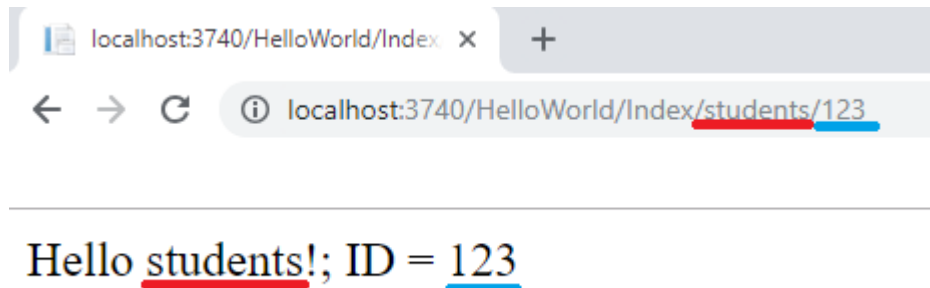 localhost:3740/HelloWorld/Index
localhost:3740/HelloWorld/Index/students/123
Hello students!; ID = 123